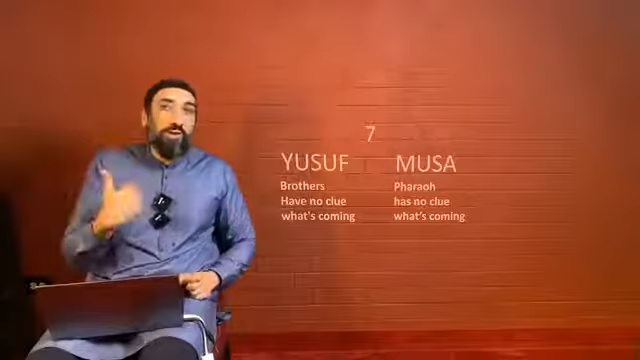 7
YUSUF MUSA
Brothers Pharaoh
Have no clue has no clue
what's coming what's coming